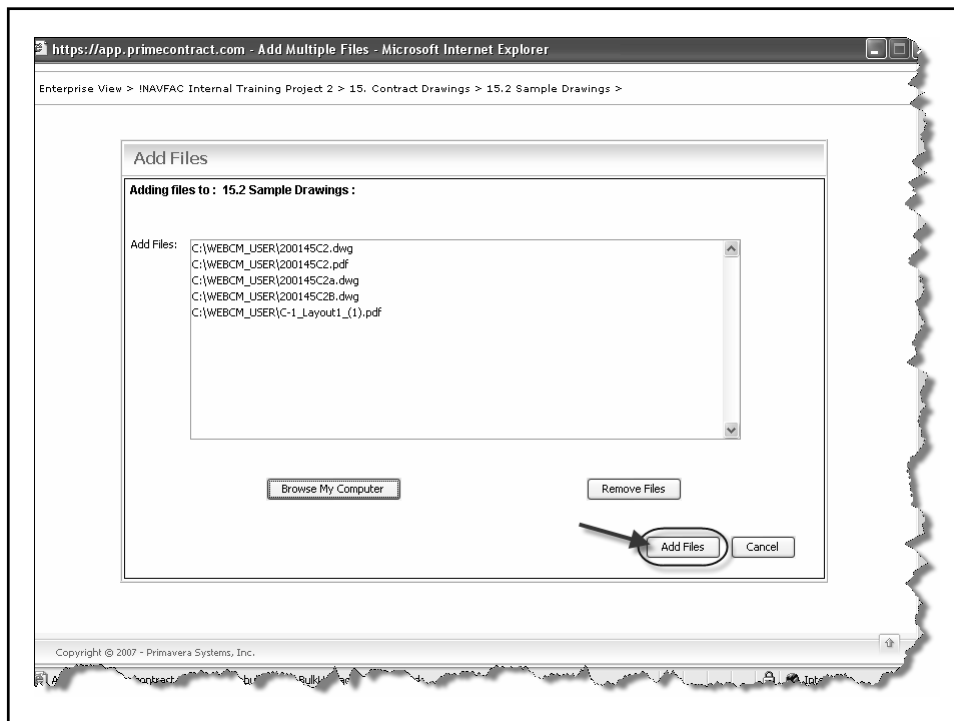 https://app.primecontract.com - Add Multiple Files - Microsoft Internet Explorer
Enterprise View > !NAVFAC Internal Training Project 2 > 15. Contract Drawings > 15.2 Sample Drawings >
Add Files
Adding files to : 15.2 Sample Drawings :
Add Files:
C:\WEBCM_USER\200145C2.dwg
C:\WEBCM_USER\200145C2.pdf
C:\WEBCM_USER\200145C2a.dwg
C:\WEBCM_USER\200145C2B.dwg
C:\WEBCM_USER\C-1_Layout1_(1).pdf
Browse My Computer
Remove Files
Add Files
Cancel
Copyright © 2007 - Primavera Systems, Inc.